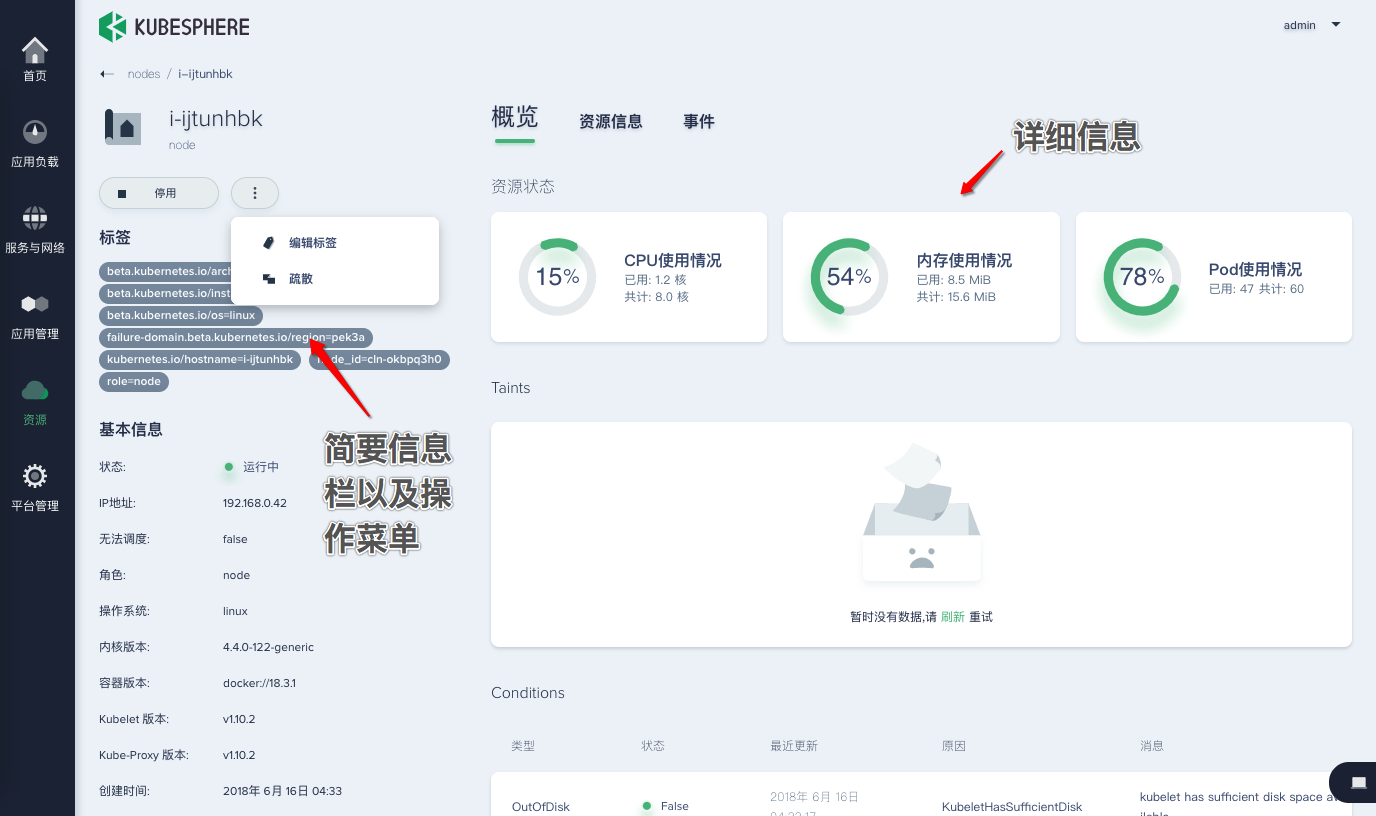 KUBESPHERE
admin
首页
应用负载
服务与网络
应用管理
资源
平台管理
nodes / i-ijtunhbk
i-ijtunhbk
node
停用
编辑标签
疏散
标签
beta.kubernetes.io/arch
beta.kubernetes.io/inst
beta.kubernetes.io/os=linux
failure-domain.beta.kubernetes.io/region=pek3a
kubernetes.io/hostname=i-ijtunhbk
node_id=cln-okbpq3h0
role=node
简要信息
栏以及操
作菜单
基本信息
状态: 运行中
IP地址: 192.168.0.42
无法调度: false
角色: node
操作系统: linux
内核版本: 4.4.0-122-generic
容器版本: docker://18.3.1
Kubelet 版本: v1.10.2
Kube-Proxy 版本: v1.10.2
创建时间: 2018年 6月 16日 04:33
概览 资源信息 事件
详细信息
资源状态
15%
CPU使用情况
已用: 1.2 核
共计: 8.0 核
54%
内存使用情况
已用: 8.5 MiB
共计: 15.6 MiB
78%
Pod使用情况
已用: 47 共计: 60
Taints
暂时没有数据,请 刷新 重试
Conditions
类型 状态 最近更新 原因 消息
OutOfDisk False 2018年 6月 16日 KubeletHasSufficientDisk kubelet has sufficient disk space av